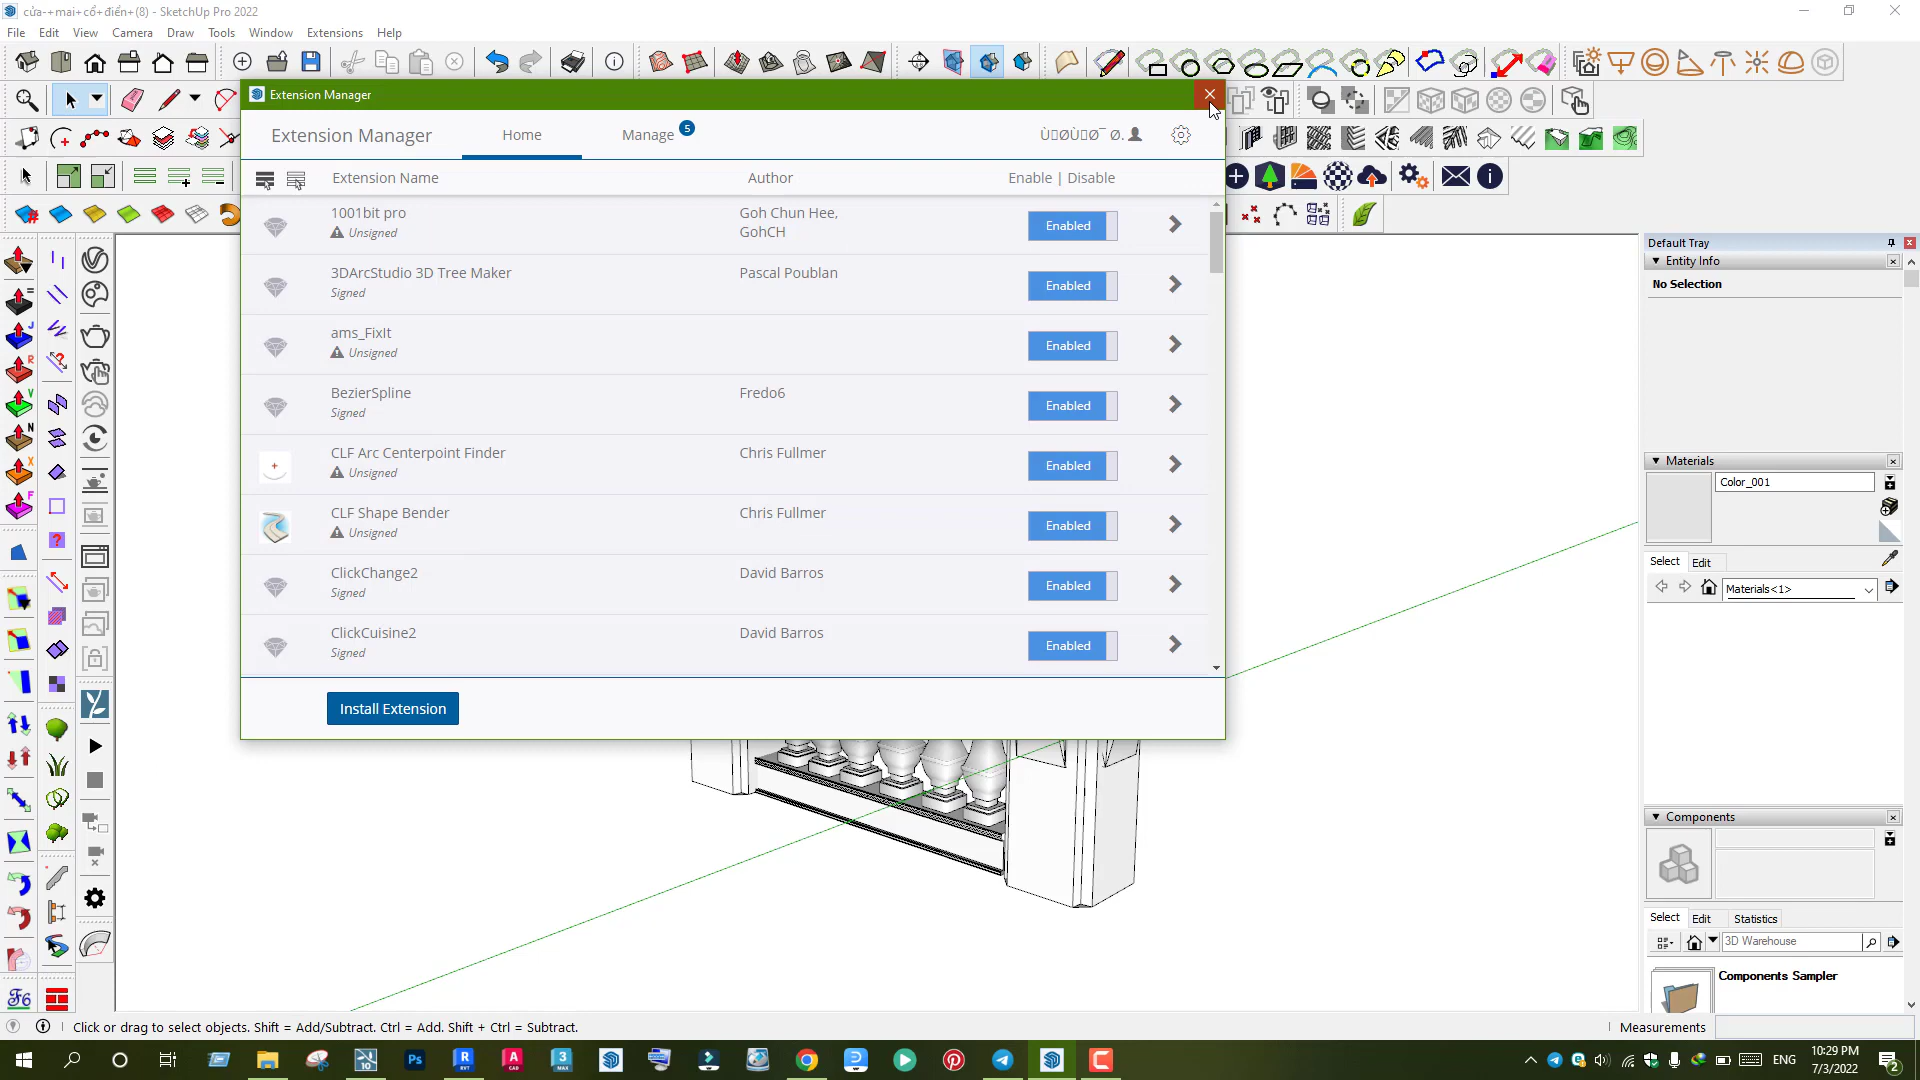 cửa-+mai+cổ+điển+(8) - SketchUp Pro 2022
File Edit View Camera Draw Tools Window Extensions Help
Extension Manager
Extension Manager Home Manage 5
Extension Name Author Enable | Disable
1001bit pro Goh Chun Hee, GohCH Enabled
Unsigned
3DArcStudio 3D Tree Maker Pascal Poublan Enabled
Signed
ams_FixIt Enabled
Unsigned
BezierSpline Fredo6 Enabled
Signed
CLF Arc Centerpoint Finder Chris Fullmer Enabled
Unsigned
CLF Shape Bender Chris Fullmer Enabled
Unsigned
ClickChange2 David Barros Enabled
Signed
ClickCuisine2 David Barros Enabled
Signed
Install Extension
Default Tray
Entity Info
No Selection
Materials
Color_001
Select Edit
Materials<1>
Components
Select Edit Statistics
3D Warehouse
Components Sampler
Click or drag to select objects. Shift = Add/Subtract. Ctrl = Add. Shift + Ctrl = Subtract.
Measurements
ENG
10:29 PM
7/3/2022
2